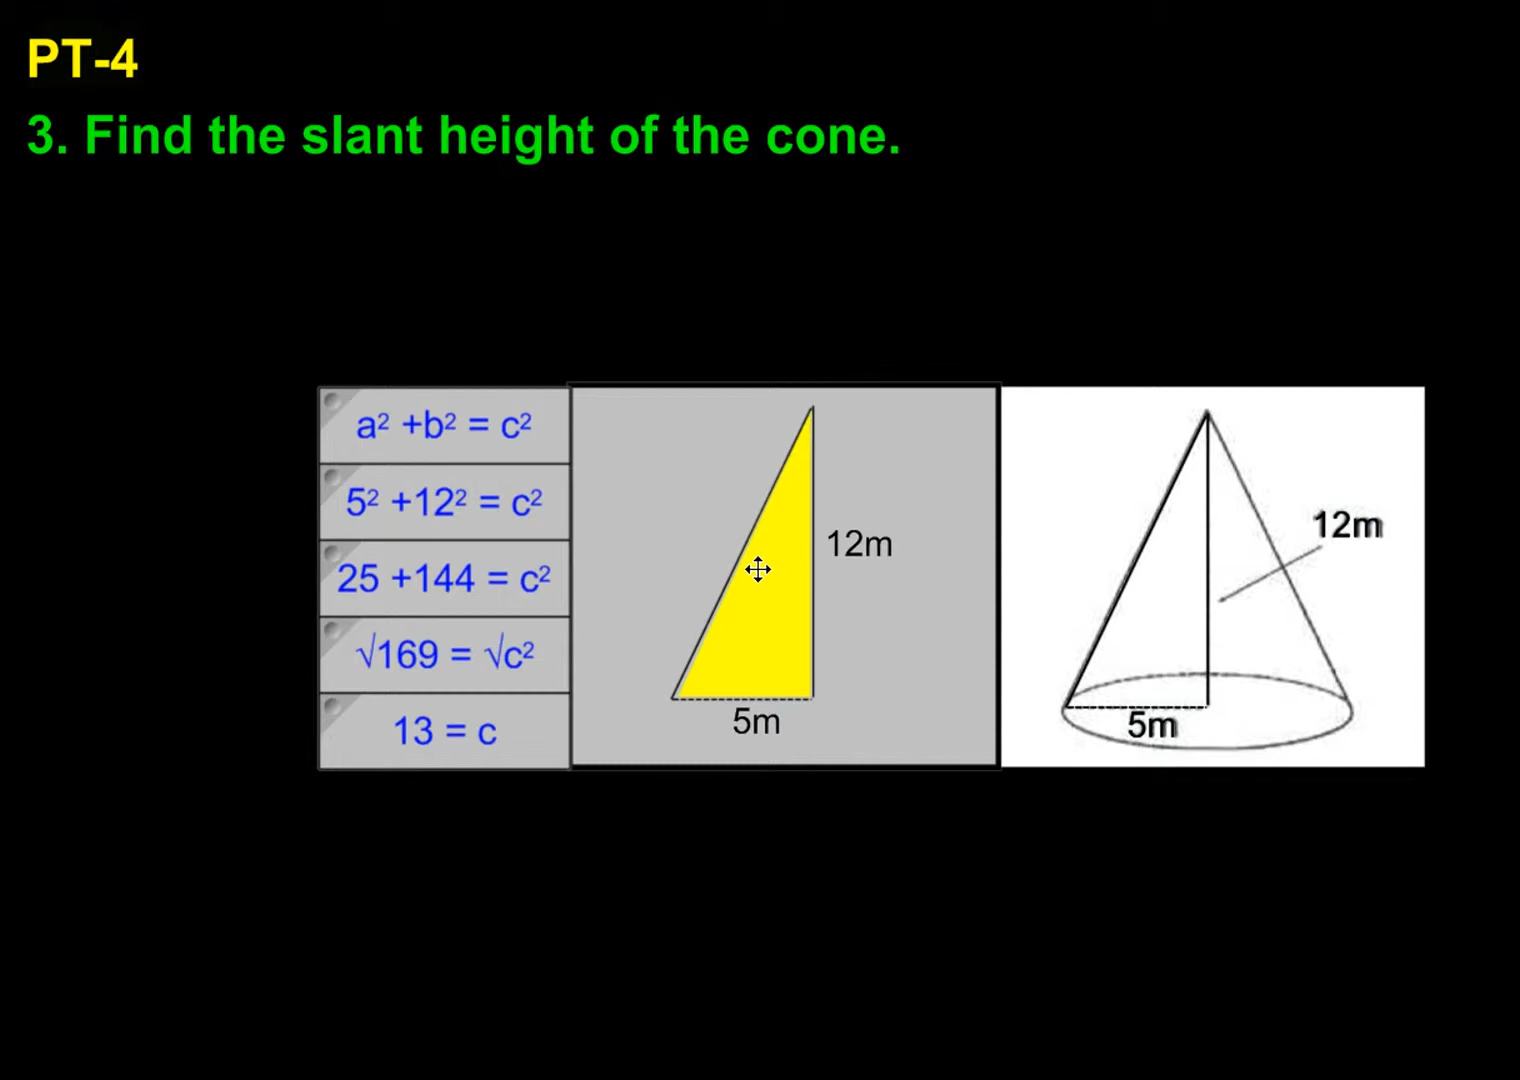 PT-4
3. Find the slant height of the cone.
a² +b² = c²
5² +12² = c²
25 +144 = c²
√169 = √c²
13 = c
12m
5m
12m
5m